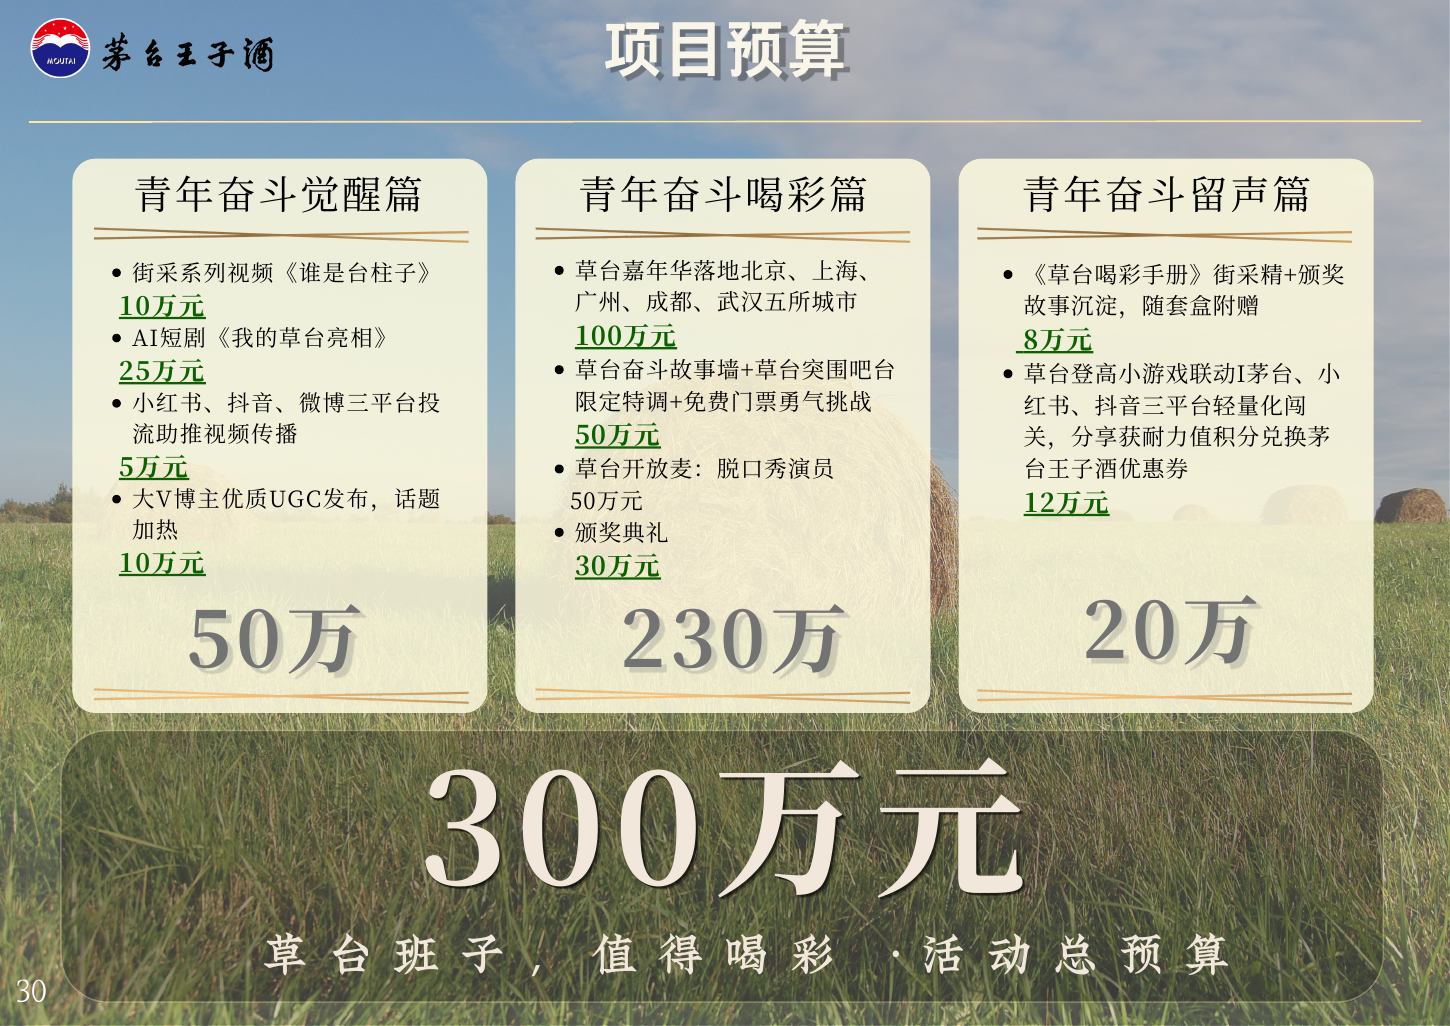 MOUTAI
茅台王子酒
项目预算
青年奋斗觉醒篇
街采系列视频《谁是台柱子》
10万元
AI短剧《我的草台亮相》
25万元
小红书、抖音、微博三平台投
流助推视频传播
5万元
大V博主优质UGC发布，话题
加热
10万元
50万
青年奋斗喝彩篇
草台嘉年华落地北京、上海、
广州、成都、武汉五所城市
100万元
草台奋斗故事墙+草台突围吧台
限定特调+免费门票勇气挑战
50万元
草台开放麦：脱口秀演员
50万元
颁奖典礼
30万元
230万
青年奋斗留声篇
《草台喝彩手册》街采精+颁奖
故事沉淀，随套盒附赠
8万元
草台登高小游戏联动I茅台、小
红书、抖音三平台轻量化闯
关，分享获耐力值积分兑换茅
台王子酒优惠券
12万元
20万
300万元
草台班子，值得喝彩·活动总预算
30